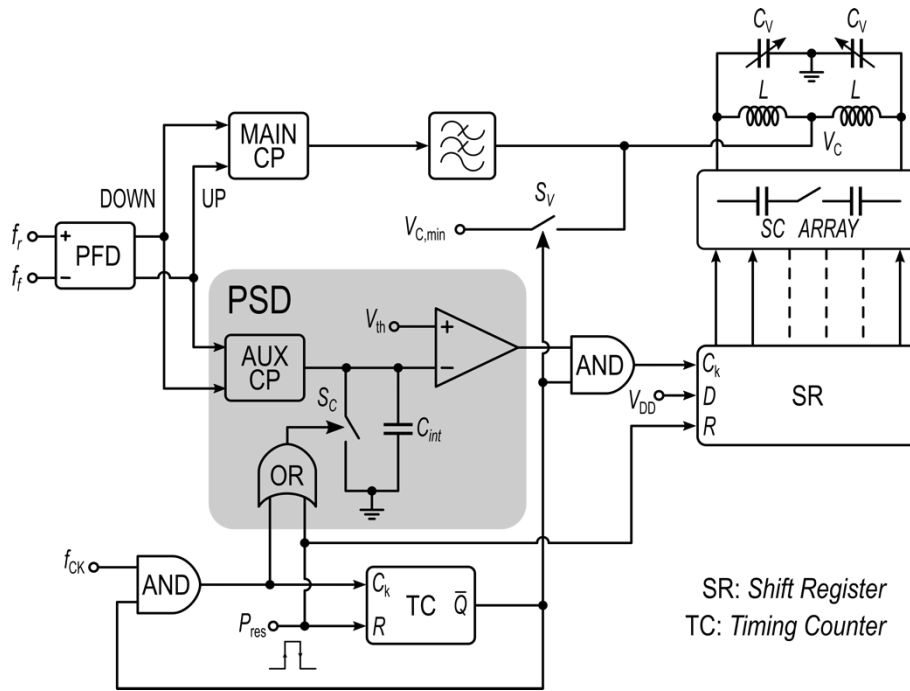 C_V C_V
L L
V_C
MAIN CP
DOWN UP
S_V
V_C,min
SC ARRAY
f_r + PFD
f_f −
PSD
V_th +
−
AUX CP
S_C
C_int
AND
C_k
V_DD D SR
R
OR
f_CK AND
C_k TC Q̅
P_res R
SR: Shift Register
TC: Timing Counter